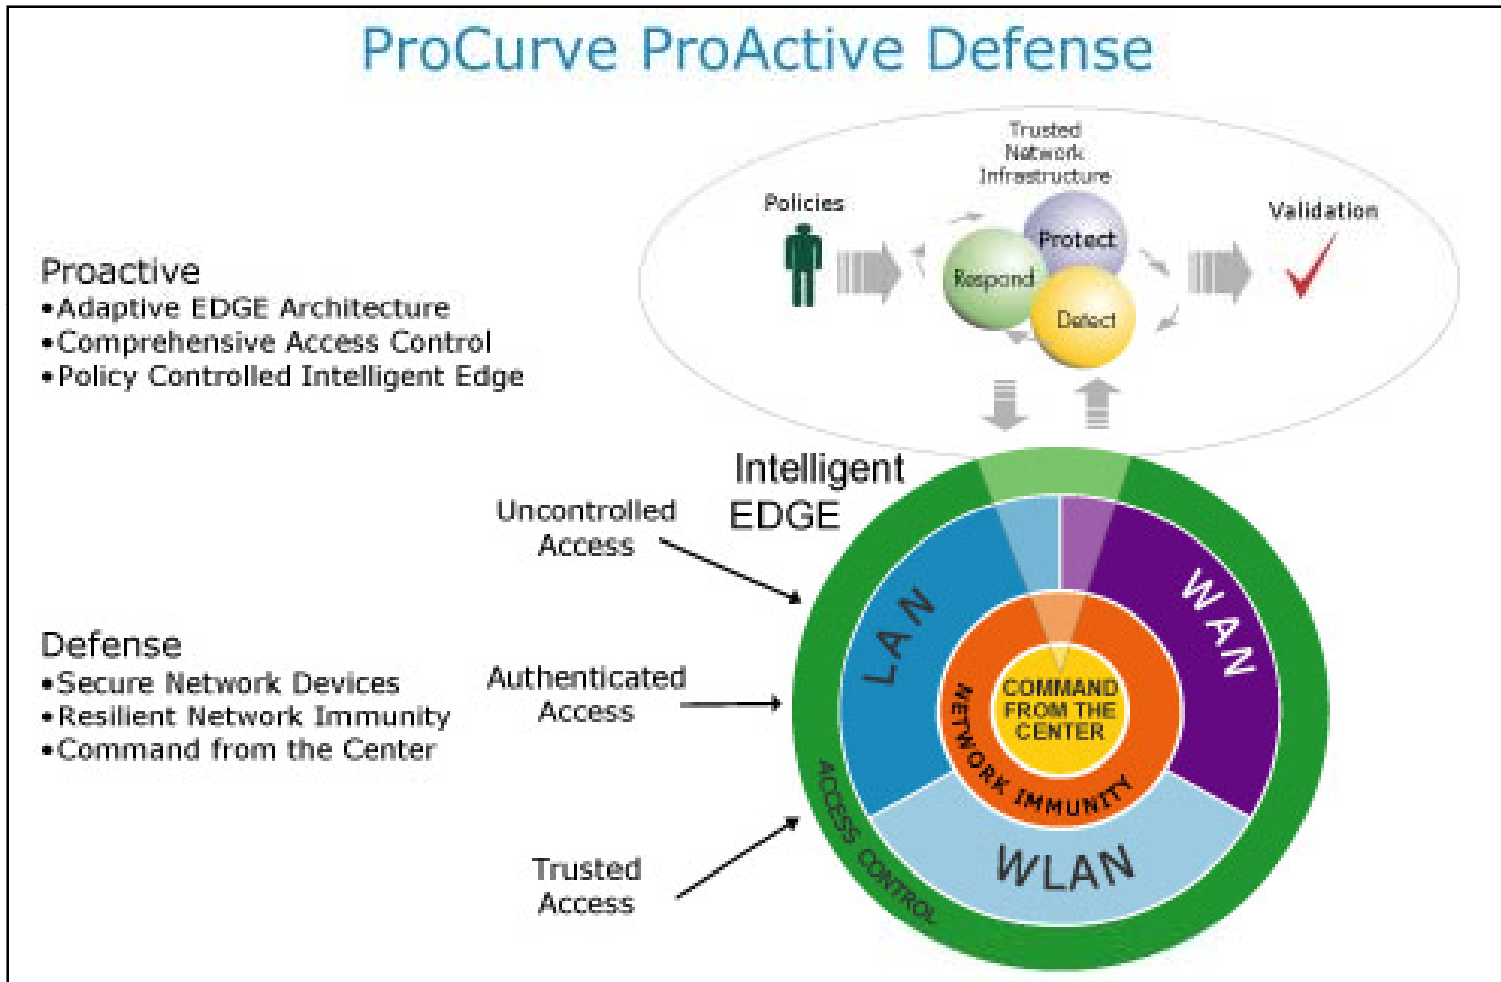 ProCurve ProActive Defense
Trusted
Network
Infrastructure
Policies
Protect
Respond
Detect
Validation
Proactive
•Adaptive EDGE Architecture
•Comprehensive Access Control
•Policy Controlled Intelligent Edge
Intelligent
EDGE
Uncontrolled
Access
Defense
•Secure Network Devices
•Resilient Network Immunity
•Command from the Center
Authenticated
Access
Trusted
Access
LAN
WAN
COMMAND
FROM THE
CENTER
NETWORK IMMUNITY
WLAN
ACCESS CONTROL